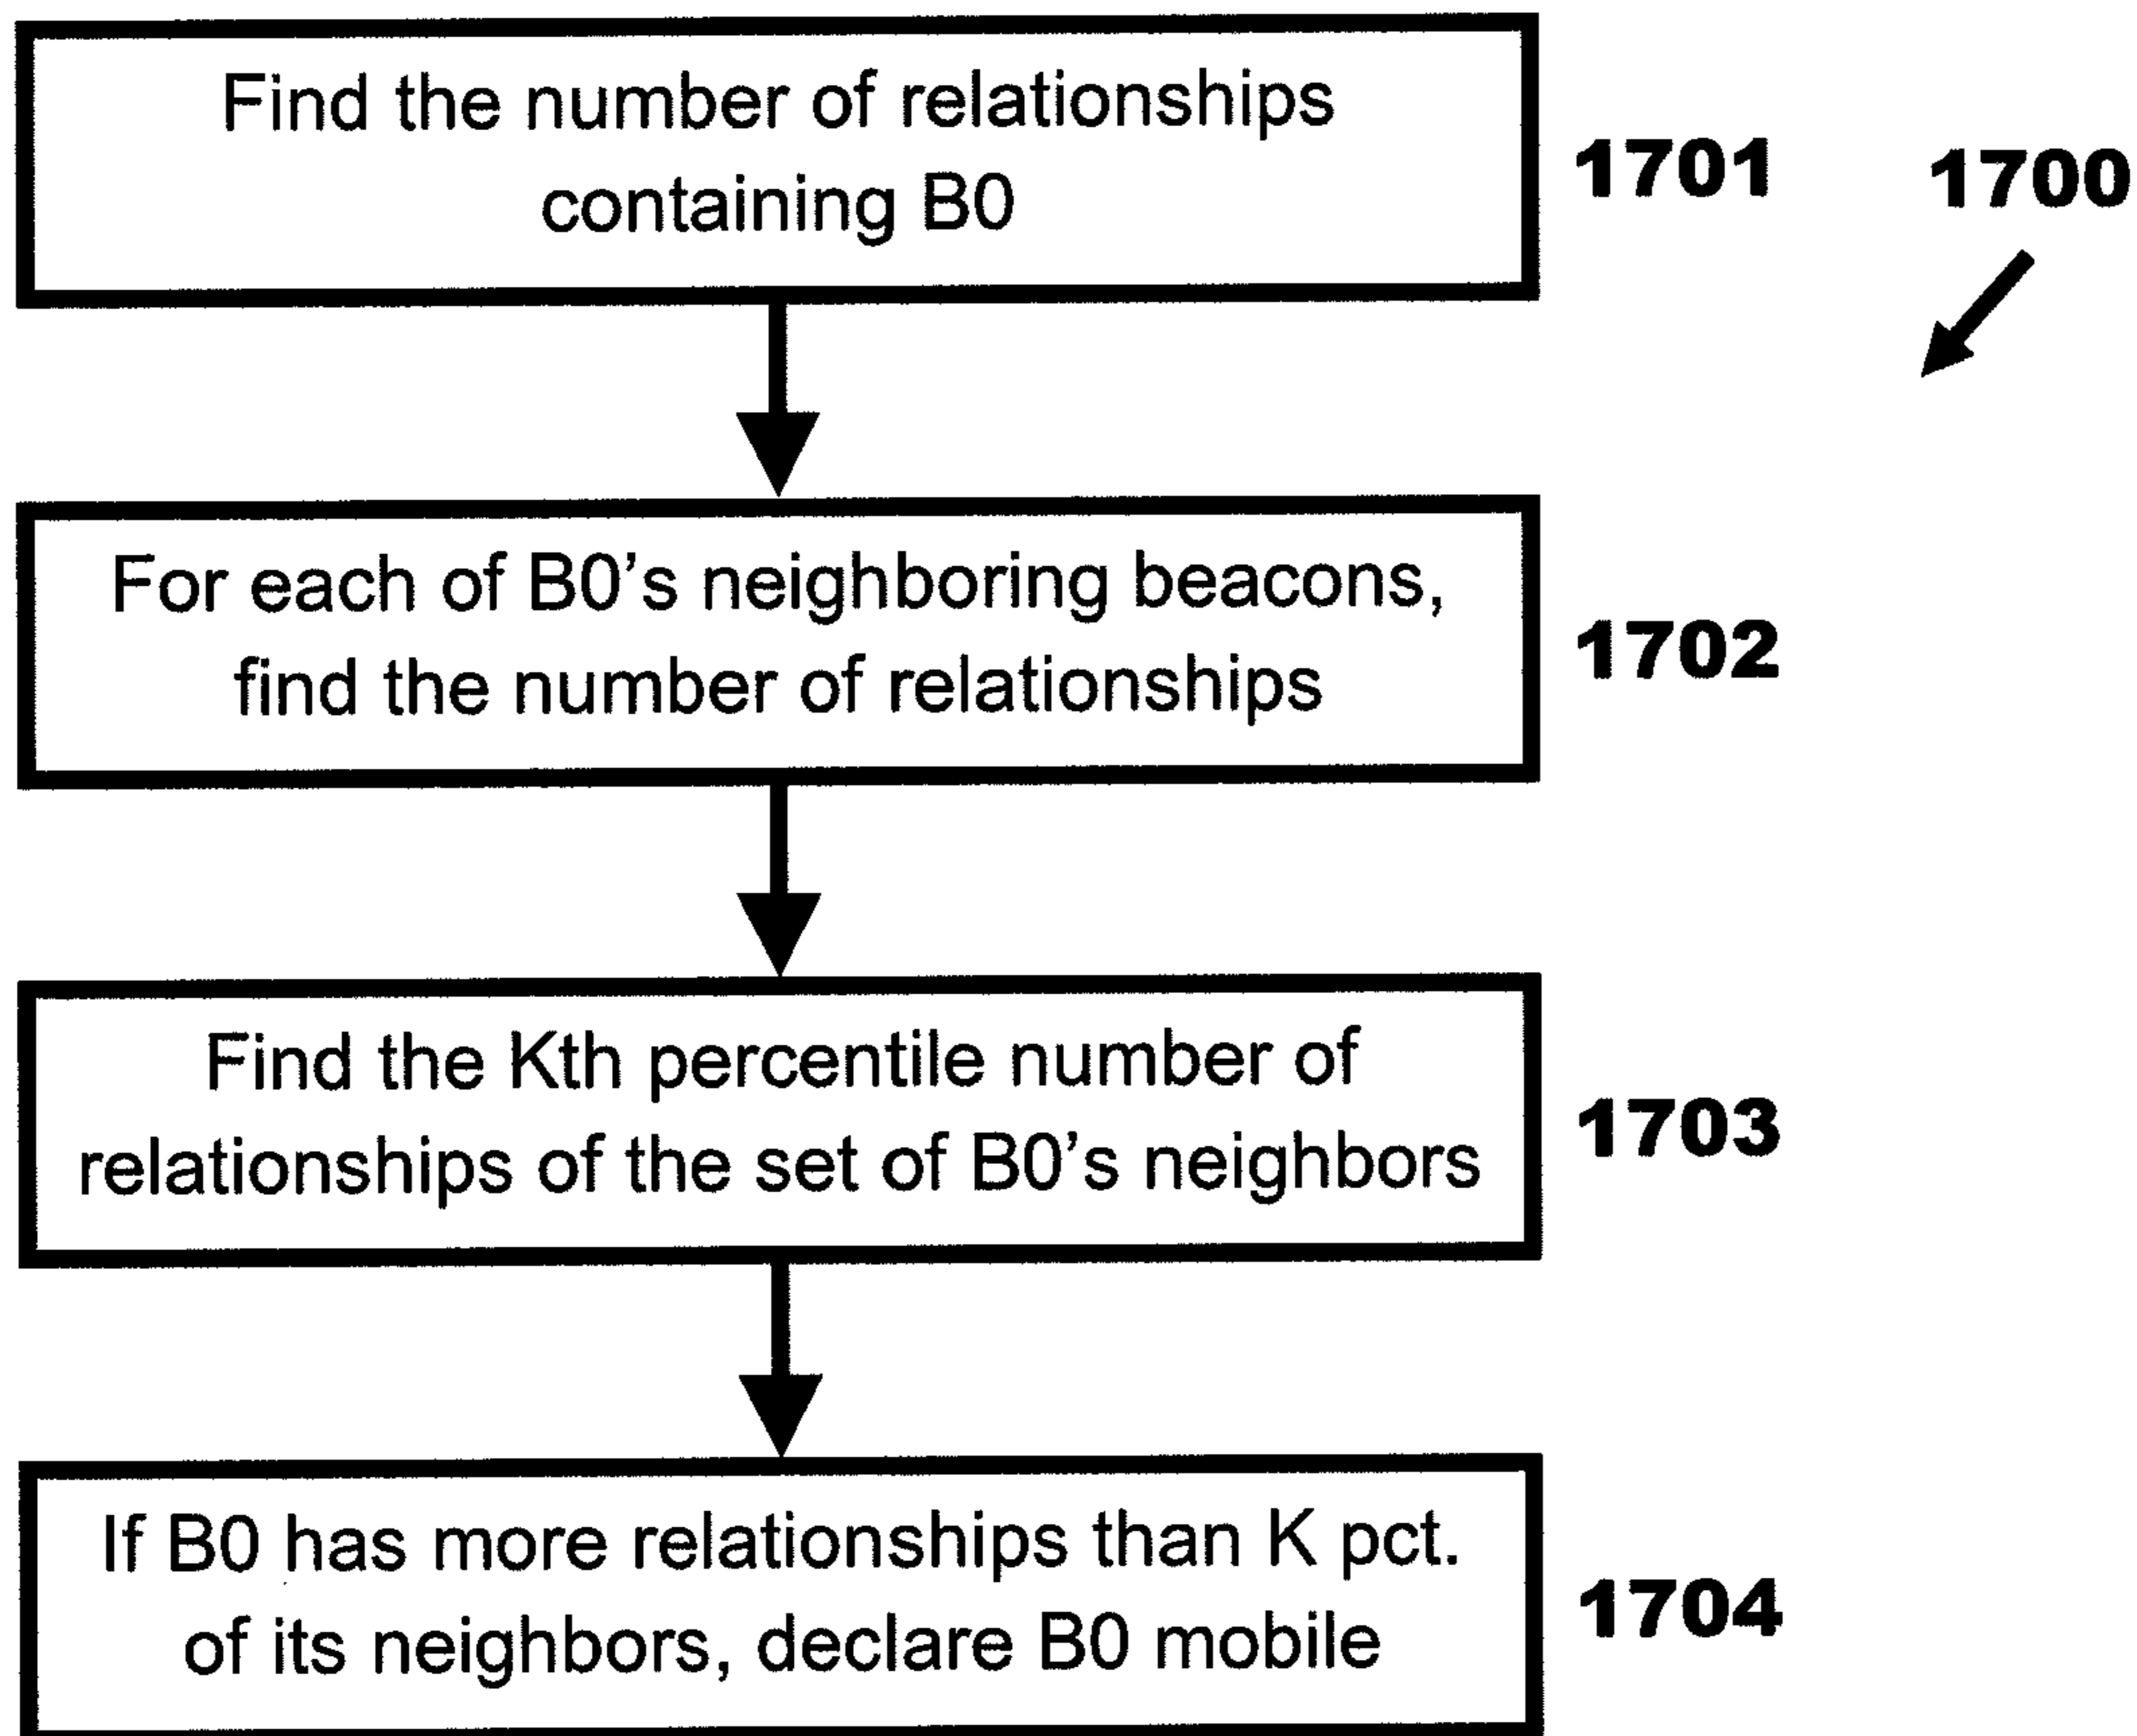 Find the number of relationships
containing B0
1701
1700
For each of B0’s neighboring beacons,
find the number of relationships
1702
Find the Kth percentile number of
relationships of the set of B0’s neighbors
1703
If B0 has more relationships than K pct.
of its neighbors, declare B0 mobile
1704